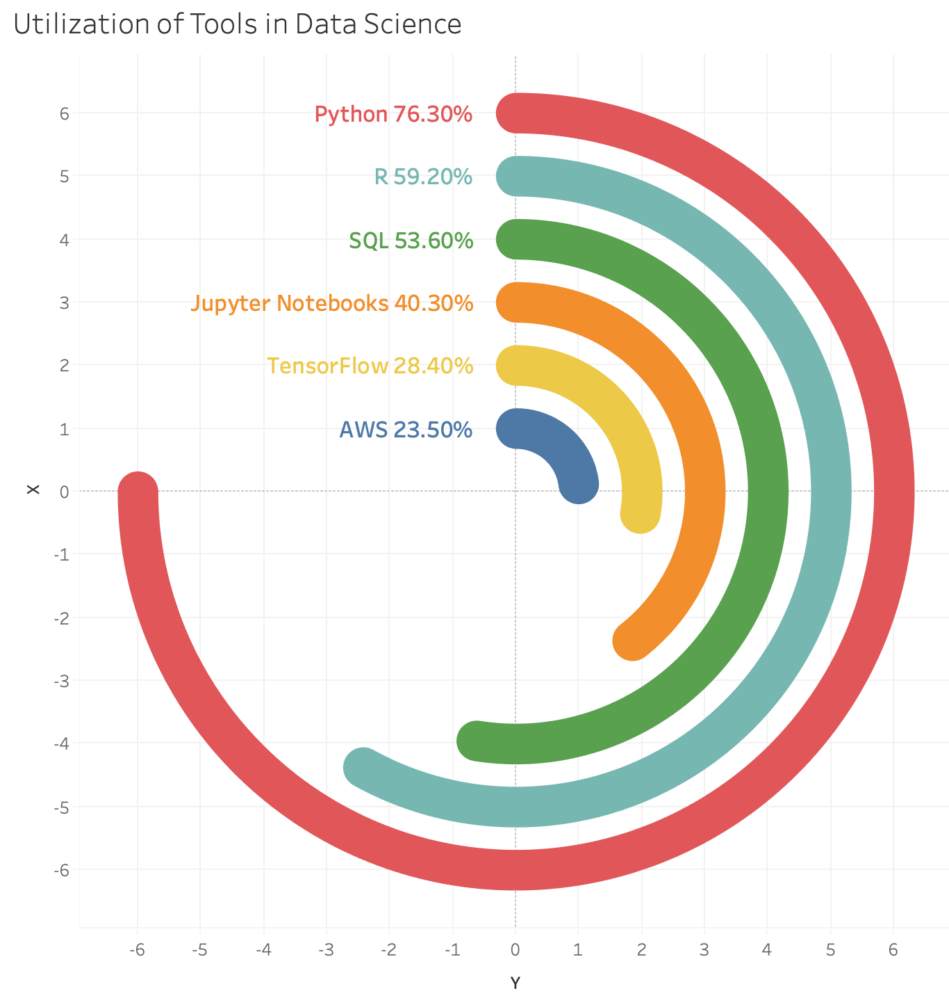 Utilization of Tools in Data Science
Python 76.30%
R 59.20%
SQL 53.60%
Jupyter Notebooks 40.30%
TensorFlow 28.40%
AWS 23.50%
6
5
4
3
2
1
0
-1
-2
-3
-4
-5
-6
X
-6 -5 -4 -3 -2 -1 0 1 2 3 4 5 6
Y